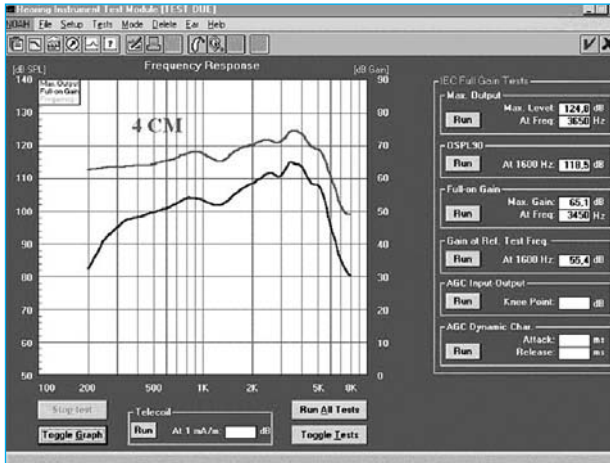 Hearing Instrument Test Module [TEST DUE]
NOAH File Setup Tests Mode Delete Ear Help
Frequency Response
[dB SPL]
[dB Gain]
Max. Output
Full-on Gain
Frequency
4 CM
140
130
120
110
100
90
80
70
60
50
90
80
70
60
50
40
30
20
10
0
100 200 500 1K 2K 5K 8K
Stop test
Toggle Graph
Telecoil
Run At 1 mA/m: dB
Run All Tests
Toggle Tests
IEC Full Gain Tests
Max. Output
Max. Level: 124,0 dB
Run At Freq: 3650 Hz
OSPL90
Run At 1600 Hz: 118,5 dB
Full-on Gain
Max. Gain: 65,1 dB
Run At Freq: 3450 Hz
Gain at Ref. Test Freq.
Run At 1600 Hz: 55,4 dB
AGC Input-Output
Run Knee Point: dB
AGC Dynamic Char.
Attack: ms
Run Release: ms